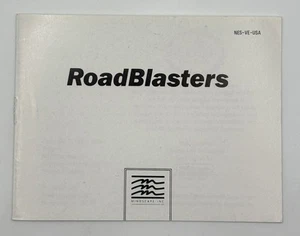 NES-VE-USA
RoadBlasters
MINDSCAPE, INC.